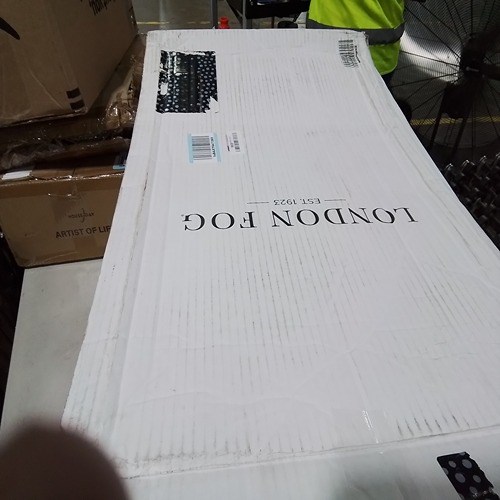 LONDON FOG
EST. 1923
ARTIST OF LIF